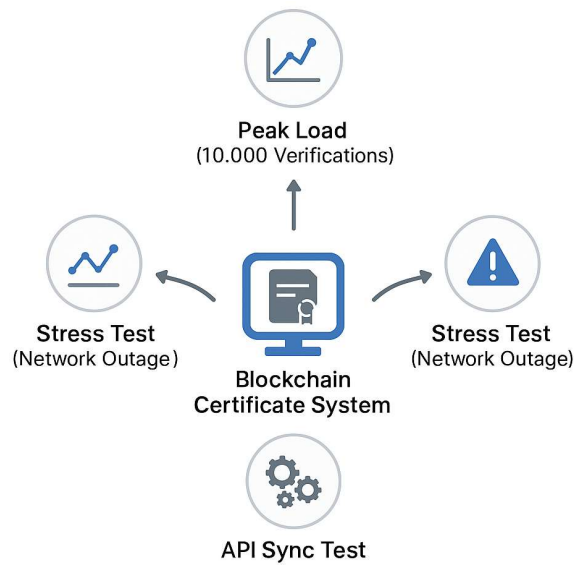 Peak Load
(10.000 Verifications)
Stress Test
(Network Outage)
Stress Test
(Network Outage)
Blockchain
Certificate System
API Sync Test